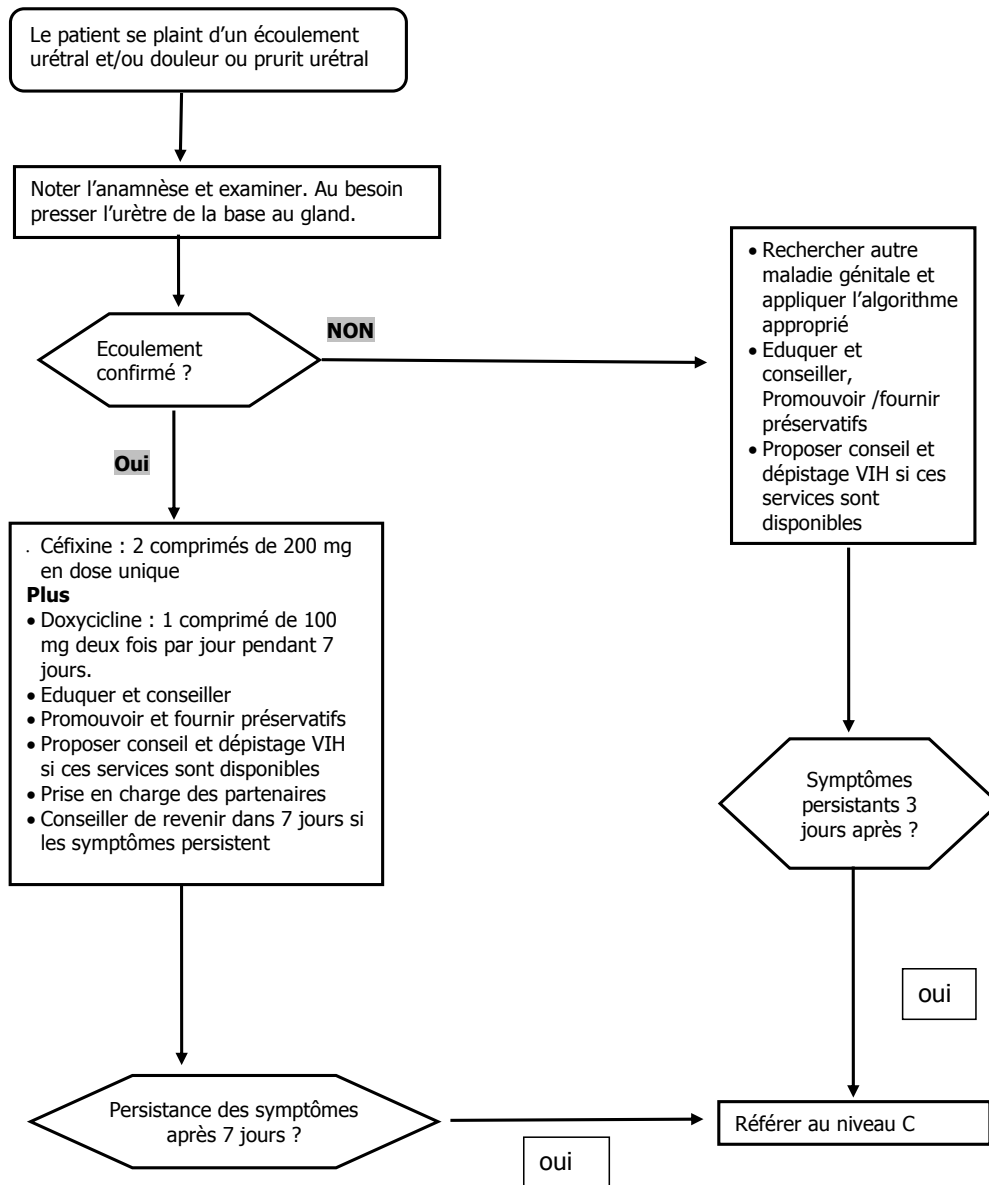 Le patient se plaint d’un écoulement
urétral et/ou douleur ou prurit urétral
Noter l’anamnèse et examiner. Au besoin
presser l’urètre de la base au gland.
Ecoulement
confirmé ?
NON
• Rechercher autre
maladie génitale et
appliquer l’algorithme
approprié
• Eduquer et
conseiller,
Promouvoir /fournir
préservatifs
• Proposer conseil et
dépistage VIH si ces
services sont
disponibles
Oui
. Céfixine : 2 comprimés de 200 mg
en dose unique
Plus
• Doxycicline : 1 comprimé de 100
mg deux fois par jour pendant 7
jours.
• Eduquer et conseiller
• Promouvoir et fournir préservatifs
• Proposer conseil et dépistage VIH
si ces services sont disponibles
• Prise en charge des partenaires
• Conseiller de revenir dans 7 jours si
les symptômes persistent
Symptômes
persistants 3
jours après ?
oui
Persistance des symptômes
après 7 jours ?
oui
Référer au niveau C